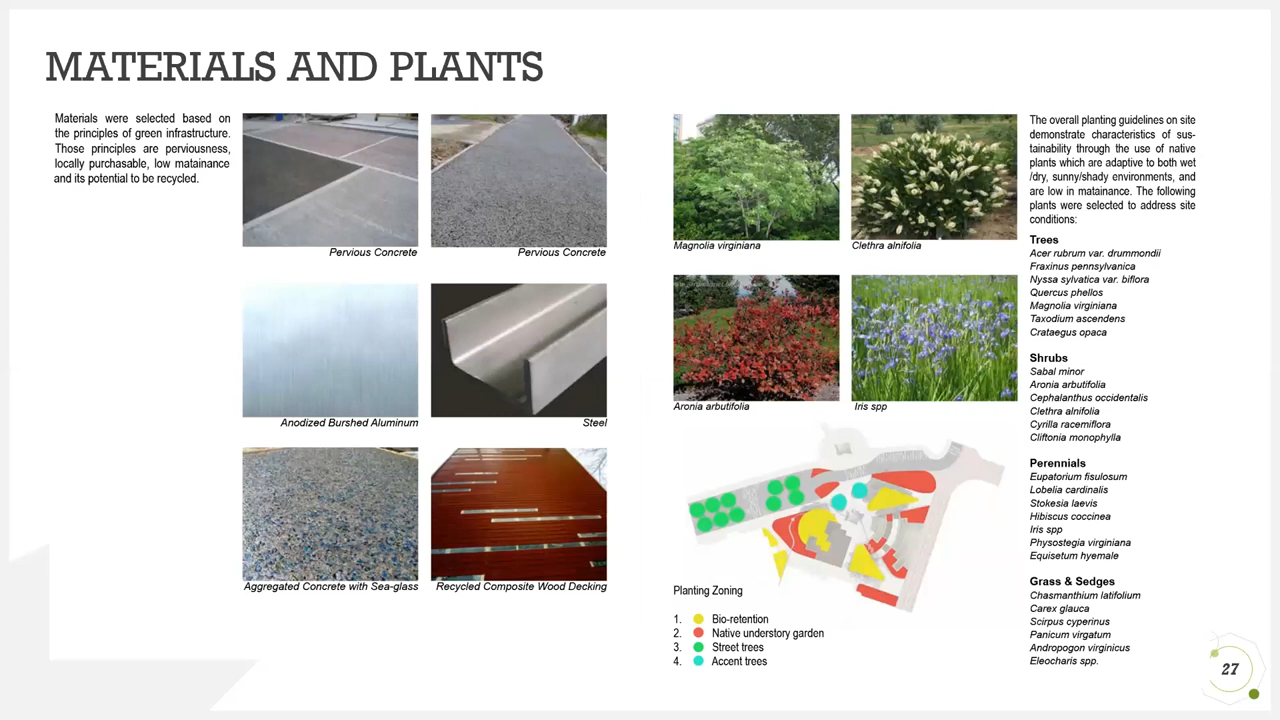 MATERIALS AND PLANTS
Materials were selected based on
the principles of green infrastructure.
Those principles are perviousness,
locally purchasable, low matainance
and its potential to be recycled.
Pervious Concrete
Pervious Concrete
Anodized Burshed Aluminum
Steel
Aggregated Concrete with Sea-glass
Recycled Composite Wood Decking
Magnolia virginiana
Clethra alnifolia
Aronia arbutifolia
Iris spp
Planting Zoning
1. Bio-retention
2. Native understory garden
3. Street trees
4. Accent trees
The overall planting guidelines on site
demonstrate characteristics of sus-
tainability through the use of native
plants which are adaptive to both wet
/dry, sunny/shady environments, and
are low in matainance. The following
plants were selected to address site
conditions:
Trees
Acer rubrum var. drummondii
Fraxinus pennsylvanica
Nyssa sylvatica var. biflora
Quercus phellos
Magnolia virginiana
Taxodium ascendens
Crataegus opaca
Shrubs
Sabal minor
Aronia arbutifolia
Cephalanthus occidentalis
Clethra alnifolia
Cyrilla racemiflora
Cliftonia monophylla
Perennials
Eupatorium fisulosum
Lobelia cardinalis
Stokesia laevis
Hibiscus coccinea
Iris spp
Physostegia virginiana
Equisetum hyemale
Grass & Sedges
Chasmanthium latifolium
Carex glauca
Scirpus cyperinus
Panicum virgatum
Andropogon virginicus
Eleocharis spp.
27